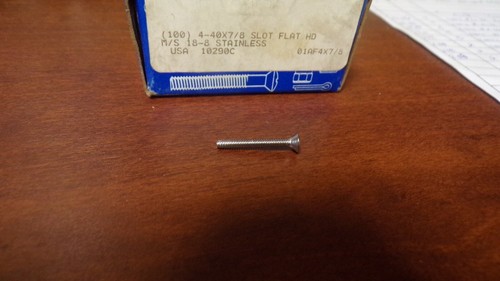 (100) 4-40X7/8 SLOT FLAT HD
M/S 18-8 STAINLESS
USA 10290C 01AF4X7/8